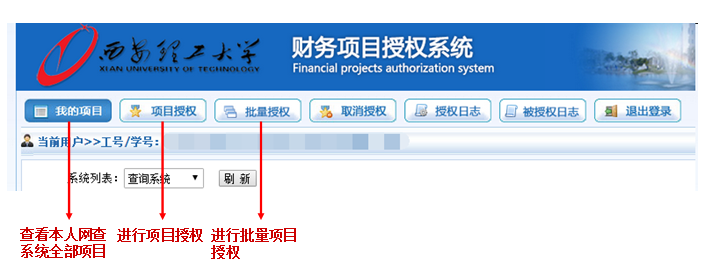 西安理工大学
XI'AN UNIVERSITY OF TECHNOLOGY
财务项目授权系统
Financial projects authorization system
我的项目 项目授权 批量授权 取消授权 授权日志 被授权日志 退出登录
当前用户>>工号/学号：
系统列表： 查询系统 刷 新
查看本人网查
系统全部项目
进行项目授权
进行批量项目
授权